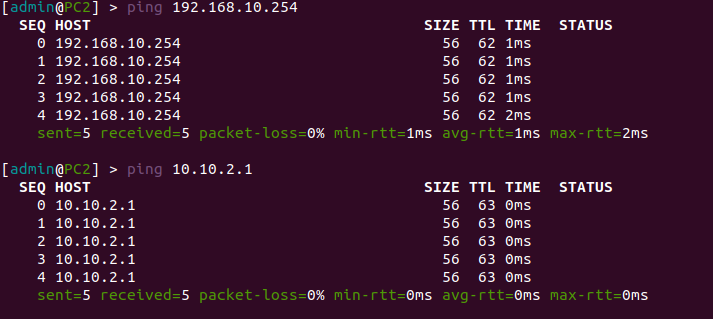 [admin@PC2] > ping 192.168.10.254
SEQ HOST SIZE TTL TIME STATUS
0 192.168.10.254 56 62 1ms
1 192.168.10.254 56 62 1ms
2 192.168.10.254 56 62 1ms
3 192.168.10.254 56 62 1ms
4 192.168.10.254 56 62 2ms
sent=5 received=5 packet-loss=0% min-rtt=1ms avg-rtt=1ms max-rtt=2ms
[admin@PC2] > ping 10.10.2.1
SEQ HOST SIZE TTL TIME STATUS
0 10.10.2.1 56 63 0ms
1 10.10.2.1 56 63 0ms
2 10.10.2.1 56 63 0ms
3 10.10.2.1 56 63 0ms
4 10.10.2.1 56 63 0ms
sent=5 received=5 packet-loss=0% min-rtt=0ms avg-rtt=0ms max-rtt=0ms